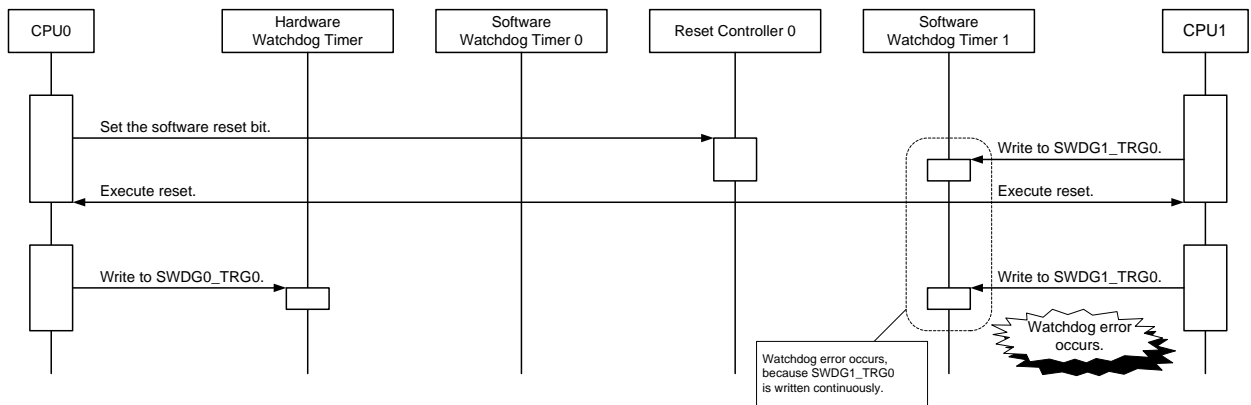 CPU0
Hardware
Watchdog Timer
Software
Watchdog Timer 0
Reset Controller 0
Software
Watchdog Timer 1
CPU1
Set the software reset bit.
Write to SWDG1_TRG0.
Execute reset.
Execute reset.
Write to SWDG0_TRG0.
Write to SWDG1_TRG0.
Watchdog error
occurs.
Watchdog error occurs,
because SWDG1_TRG0
is written continuously.